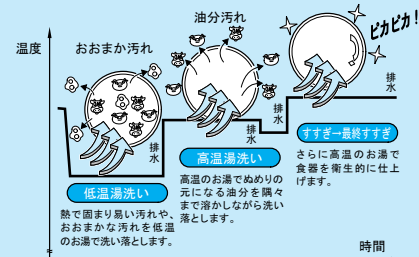 温度
おおまか汚れ
油分汚れ
ピカピカ!
排水
排水
排水
低温湯洗い
高温湯洗い
すすぎ→最終すすぎ
熱で固まり易い汚れや、
おおまかな汚れを低温
のお湯で洗い落とします。
高温のお湯でぬめりの
元になる油分を隅々
まで溶かしながら洗い
落とします。
さらに高温のお湯で
食器を衛生的に仕上
げます。
時間